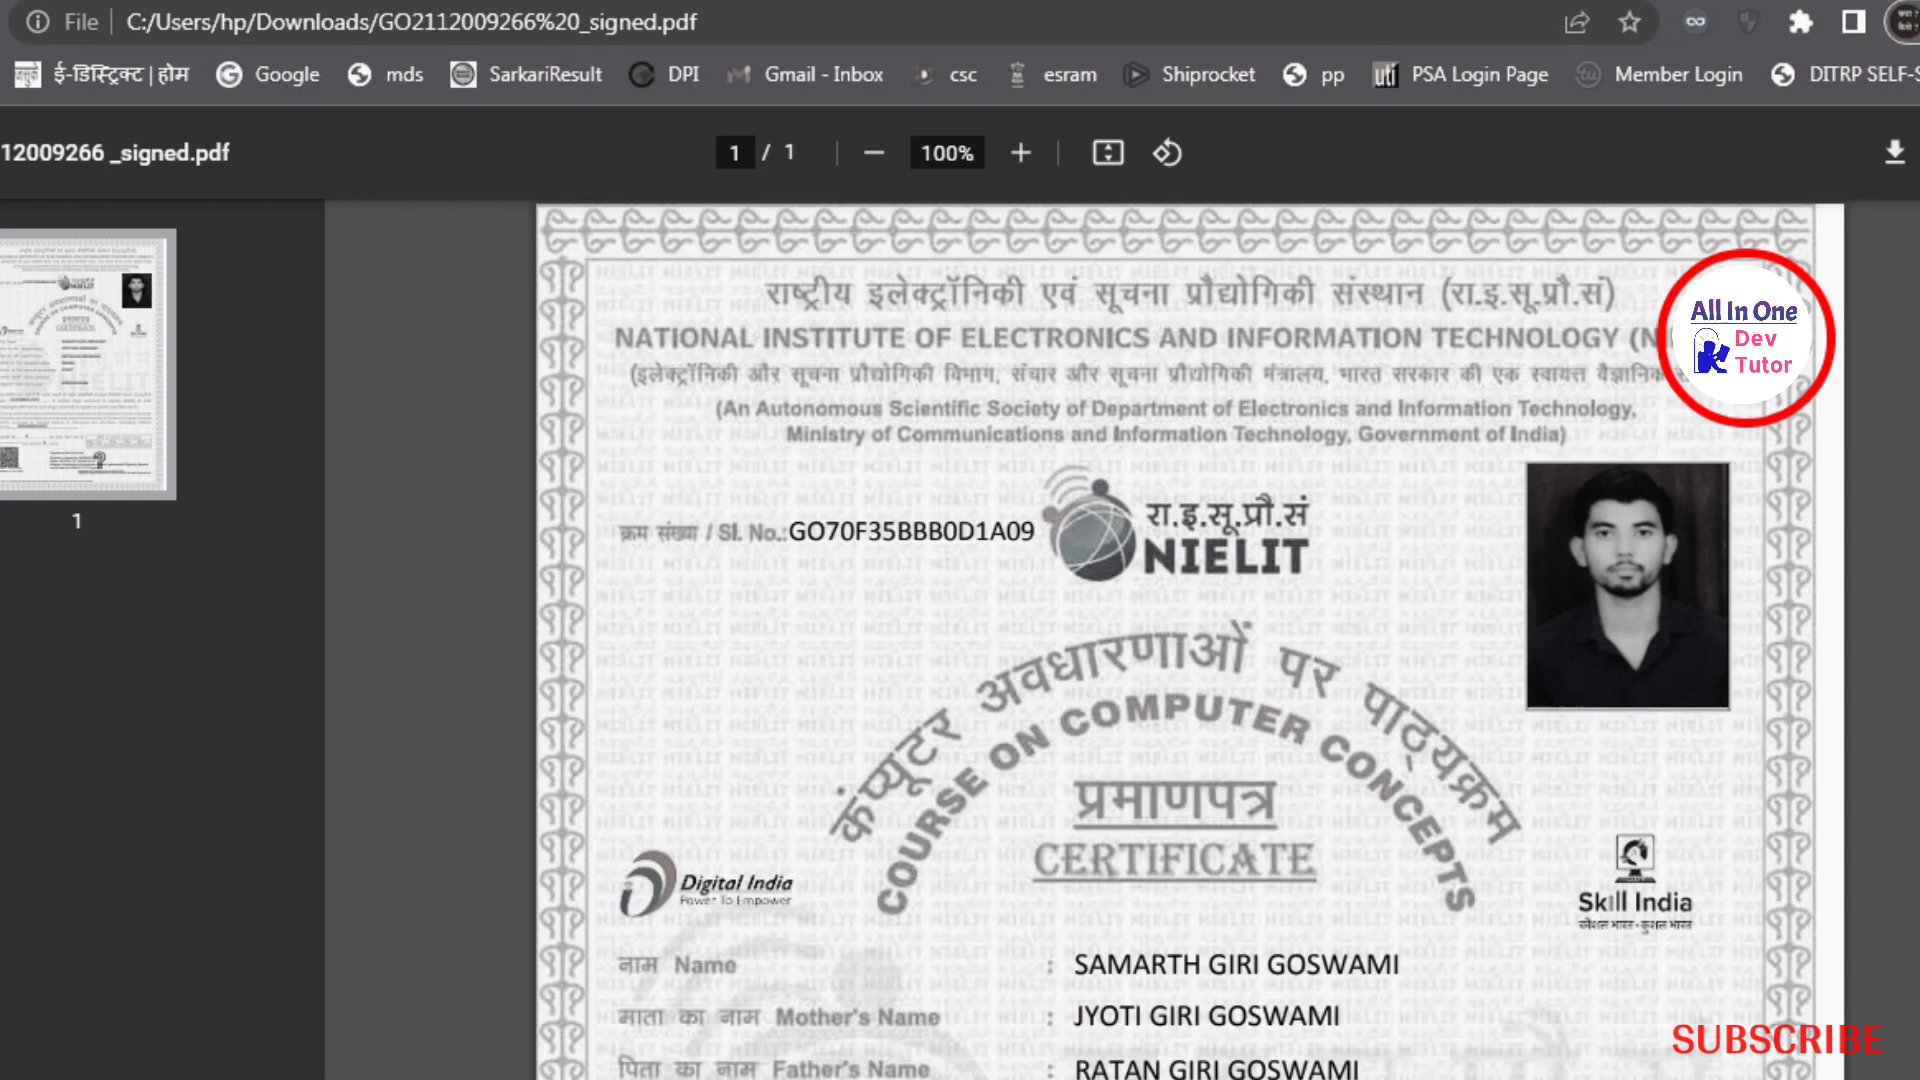 File C:/Users/hp/Downloads/GO2112009266%20_signed.pdf
ई-डिस्ट्रिक्ट | होम Google mds SarkariResult DPI Gmail - Inbox csc esram Shiprocket pp uti PSA Login Page Member Login DITRP SELF-S
12009266 _signed.pdf 1 / 1 100%
राष्ट्रीय इलेक्ट्रॉनिकी एवं सूचना प्रौद्योगिकी संस्थान (रा.इ.सू.प्रौ.सं)
NATIONAL INSTITUTE OF ELECTRONICS AND INFORMATION TECHNOLOGY (N
(इलेक्ट्रॉनिकी और सूचना प्रौद्योगिकी विभाग, संचार और सूचना प्रौद्योगिकी मंत्रालय, भारत सरकार की एक स्वायत्त वैज्ञानिक
(An Autonomous Scientific Society of Department of Electronics and Information Technology,
Ministry of Communications and Information Technology, Government of India)
All In One
Dev
Tutor
क्रम संख्या / Sl. No.:GO70F35BBB0D1A09
रा.इ.सू.प्रौ.सं
NIELIT
कंप्यूटर अवधारणाओं पर पाठ्यक्रम
COURSE ON COMPUTER CONCEPTS
प्रमाणपत्र
CERTIFICATE
Digital India
Power To Empower
Skill India
कौशल भारत - कुशल भारत
नाम Name : SAMARTH GIRI GOSWAMI
माता का नाम Mother's Name : JYOTI GIRI GOSWAMI
पिता का नाम Father's Name : RATAN GIRI GOSWAMI
1
SUBSCRIBE